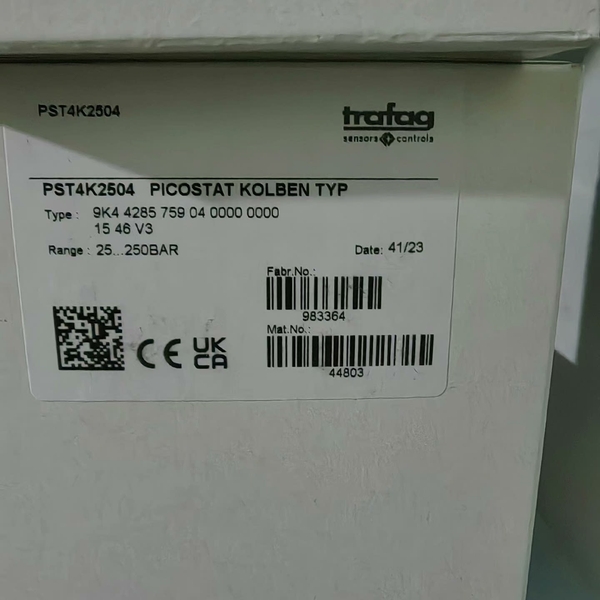 PST4K2504
trafag
sensors controls
PST4K2504 PICOSTAT KOLBEN TYP
Type : 9K4 4285 759 04 0000 0000
15 46 V3
Range : 25...250BAR
Date: 41/23
Fabr.No.:
983364
Mat.No.:
44803
CE UK
CA